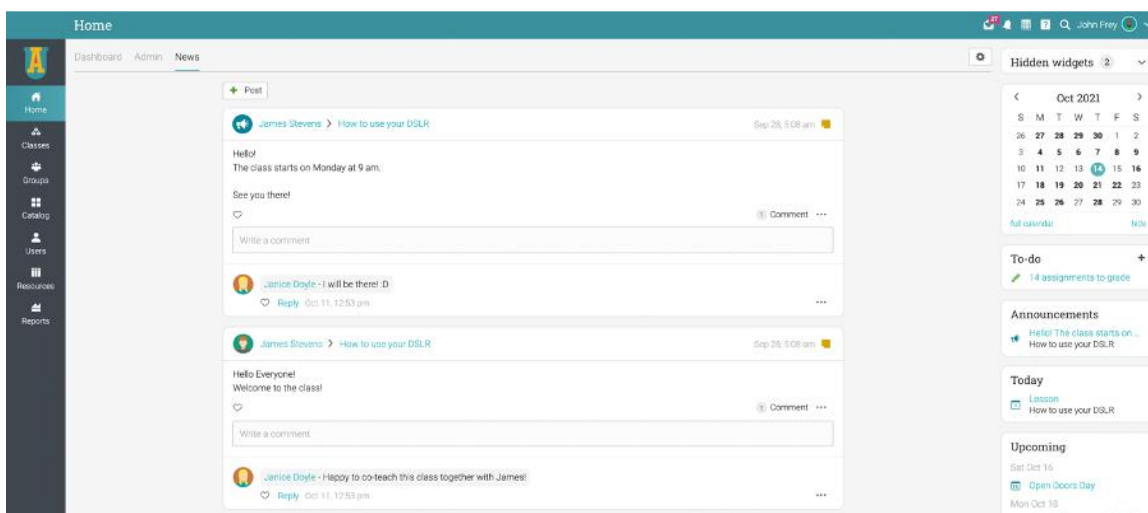 Home
27
John Frey
Home
Classes
Groups
Catalog
Users
Resources
Reports
Dashboard Admin News
Post
James Stevens > How to use your DSLR
Sep 28, 5:08 am
Hello!
The class starts on Monday at 9 am.
See you there!
1 Comment
Write a comment
Janice Doyle - I will be there! :D
Reply Oct 11, 12:53 pm
James Stevens > How to use your DSLR
Sep 28, 5:08 am
Hello Everyone!
Welcome to the class!
1 Comment
Write a comment
Janice Doyle - Happy to co-teach this class together with James!
Reply Oct 11, 12:53 pm
Hidden widgets 2
< Oct 2021 >
S M T W T F S
26 27 28 29 30 1 2
3 4 5 6 7 8 9
10 11 12 13 14 15 16
17 18 19 20 21 22 23
24 25 26 27 28 29 30
full calendar hide
To-do +
14 assignments to grade
Announcements
Hello! The class starts on...
How to use your DSLR
Today
Lesson
How to use your DSLR
Upcoming
Sat Oct 16
Open Doors Day
Mon Oct 18